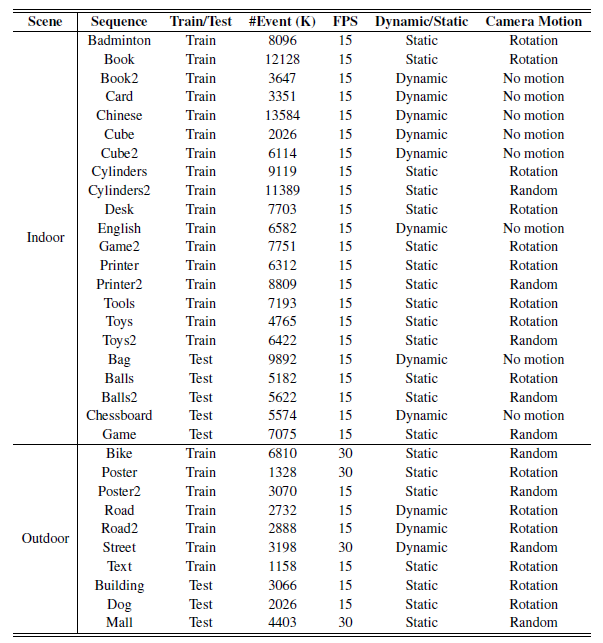 Scene Sequence Train/Test #Event (K) FPS Dynamic/Static Camera Motion
Badminton Train 8096 15 Static Rotation
Book Train 12128 15 Static Rotation
Book2 Train 3647 15 Dynamic No motion
Card Train 3351 15 Dynamic No motion
Chinese Train 13584 15 Dynamic No motion
Cube Train 2026 15 Dynamic No motion
Cube2 Train 6114 15 Dynamic No motion
Cylinders Train 9119 15 Static Rotation
Cylinders2 Train 11389 15 Static Random
Desk Train 7703 15 Static Rotation
English Train 6582 15 Dynamic No motion
Indoor
Game2 Train 7751 15 Static Rotation
Printer Train 6312 15 Static Rotation
Printer2 Train 8809 15 Static Random
Tools Train 7193 15 Static Rotation
Toys Train 4765 15 Static Rotation
Toys2 Train 6422 15 Static Random
Bag Test 9892 15 Dynamic No motion
Balls Test 5182 15 Static Rotation
Balls2 Test 5622 15 Static Random
Chessboard Test 5574 15 Dynamic No motion
Game Test 7075 15 Static Random
Bike Train 6810 30 Static Random
Poster Train 1328 30 Static Rotation
Poster2 Train 3070 15 Static Random
Road Train 2732 15 Dynamic Rotation
Road2 Train 2888 15 Dynamic Rotation
Outdoor
Street Train 3198 30 Dynamic Random
Text Train 1158 15 Static Rotation
Building Test 3066 15 Static Rotation
Dog Test 2026 15 Static Rotation
Mall Test 4403 30 Static Random